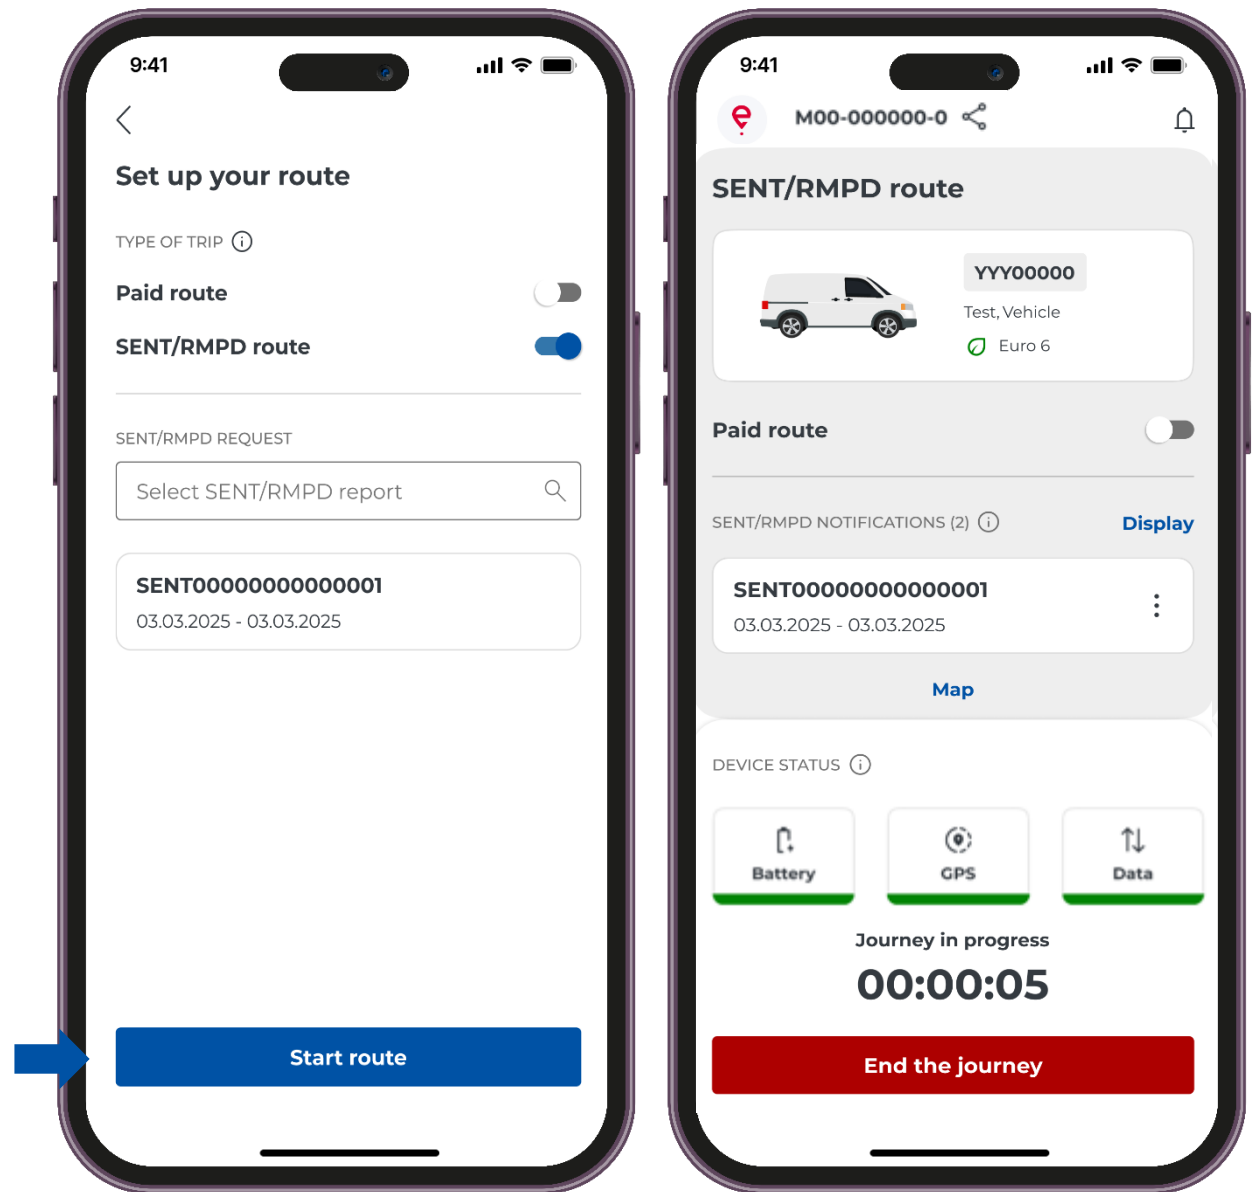 9:41
Set up your route
TYPE OF TRIP
Paid route
SENT/RMPD route
SENT/RMPD REQUEST
Select SENT/RMPD report
SENT00000000000001
03.03.2025 - 03.03.2025
Start route
9:41
M00-000000-0
SENT/RMPD route
YYY00000
Test, Vehicle
Euro 6
Paid route
SENT/RMPD NOTIFICATIONS (2)
Display
SENT00000000000001
03.03.2025 - 03.03.2025
Map
DEVICE STATUS
Battery
GPS
Data
Journey in progress
00:00:05
End the journey